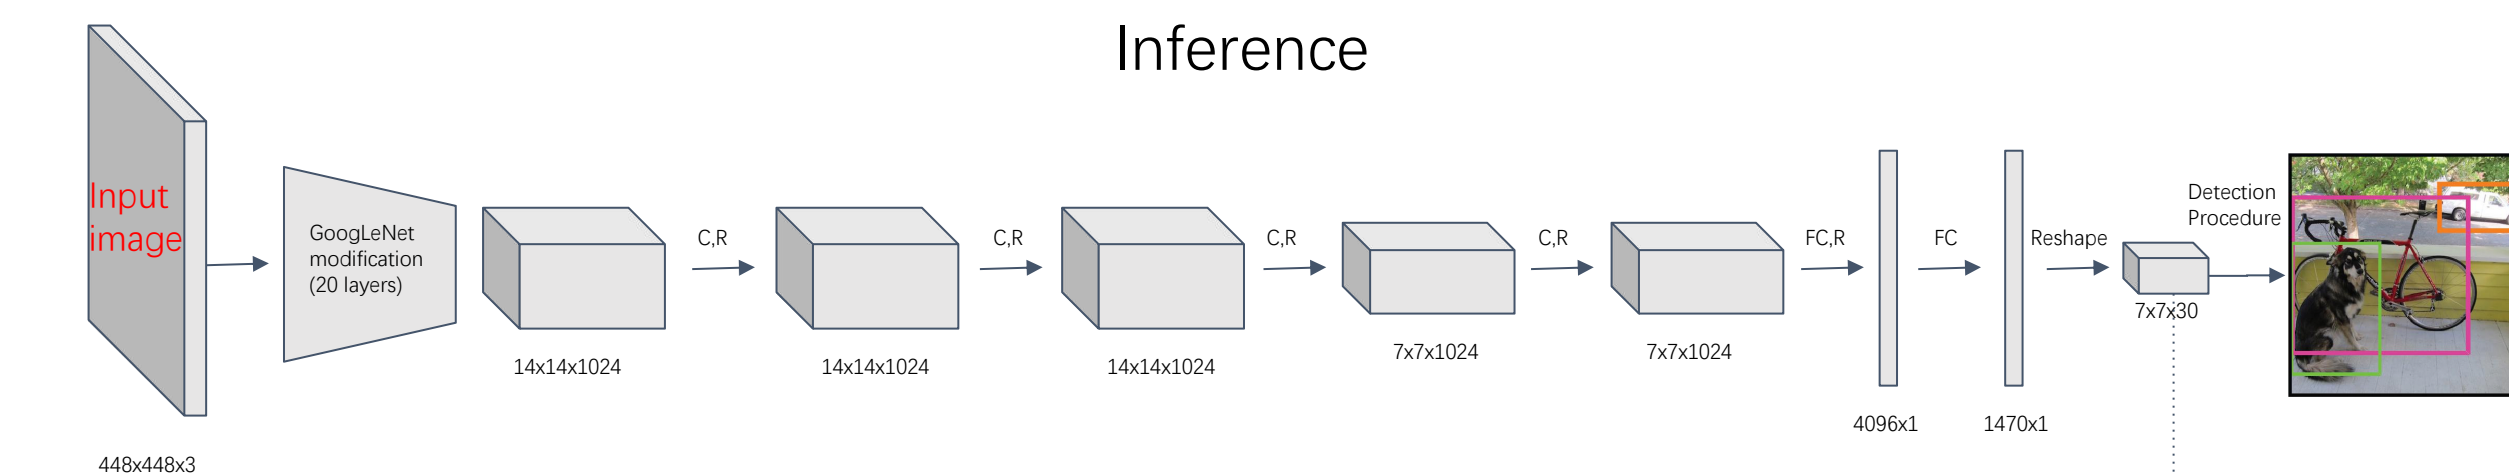 Inference
Input
image
448x448x3
GoogLeNet
modification
(20 layers)
14x14x1024
C,R
14x14x1024
C,R
14x14x1024
C,R
7x7x1024
C,R
7x7x1024
FC,R
4096x1
FC
1470x1
Reshape
7x7x30
Detection
Procedure